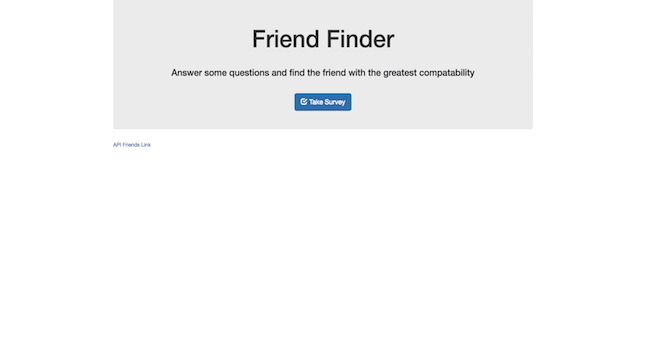 Friend Finder
Answer some questions and find the friend with the greatest compatability
Take Survey
API Friends Link